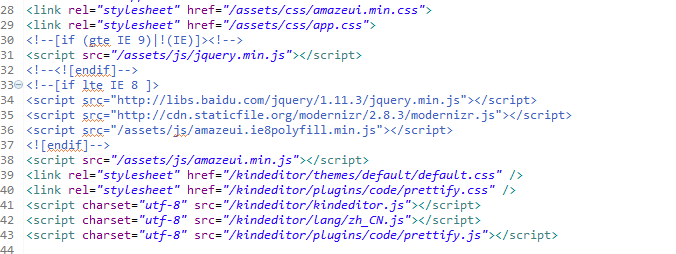 28 <link rel="stylesheet" href="/assets/css/amazeui.min.css">
29 <link rel="stylesheet" href="/assets/css/app.css">
30 <!--[if (gte IE 9)|!(IE)]><!-->
31 <script src="/assets/js/jquery.min.js"></script>
32 <!--<![endif]-->
33 <!--[if lte IE 8 ]>
34 <script src="http://libs.baidu.com/jquery/1.11.3/jquery.min.js"></script>
35 <script src="http://cdn.staticfile.org/modernizr/2.8.3/modernizr.js"></script>
36 <script src="/assets/js/amazeui.ie8polyfill.min.js"></script>
37 <![endif]-->
38 <script src="/assets/js/amazeui.min.js"></script>
39 <link rel="stylesheet" href="/kindeditor/themes/default/default.css" />
40 <link rel="stylesheet" href="/kindeditor/plugins/code/prettify.css" />
41 <script charset="utf-8" src="/kindeditor/kindeditor.js"></script>
42 <script charset="utf-8" src="/kindeditor/lang/zh_CN.js"></script>
43 <script charset="utf-8" src="/kindeditor/plugins/code/prettify.js"></script>
44